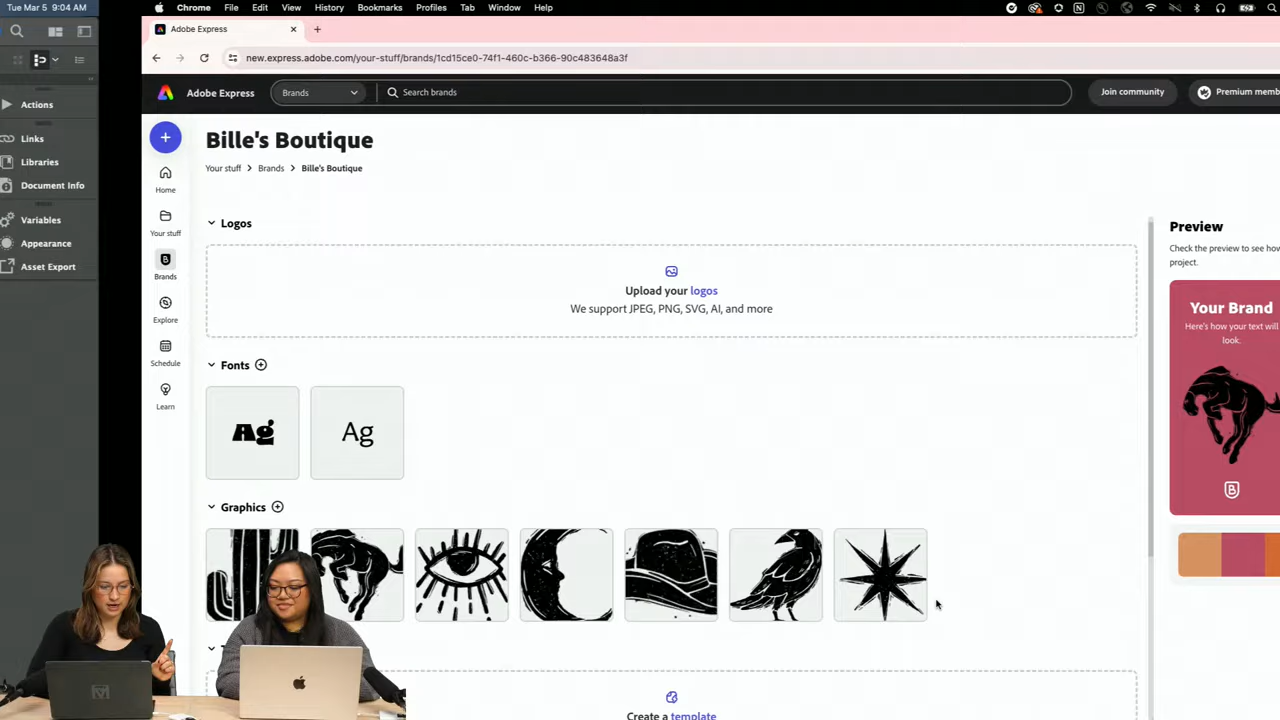 Tue Mar 5 9:04 AM
Chrome File Edit View History Bookmarks Profiles Tab Window Help
Adobe Express
new.express.adobe.com/your-stuff/brands/1cd15ce0-74f1-460c-b366-90c483648a3f
Adobe Express
Brands
Search brands
Join community
Premium memb
Actions
Links
Libraries
Document Info
Variables
Appearance
Asset Export
Home
Your stuff
Brands
Explore
Schedule
Learn
Bille's Boutique
Your stuff > Brands > Bille's Boutique
Logos
Upload your logos
We support JPEG, PNG, SVG, AI, and more
Fonts
Ag Ag
Graphics
Create a template
Preview
Check the preview to see how
project.
Your Brand
Here's how your text will
look.